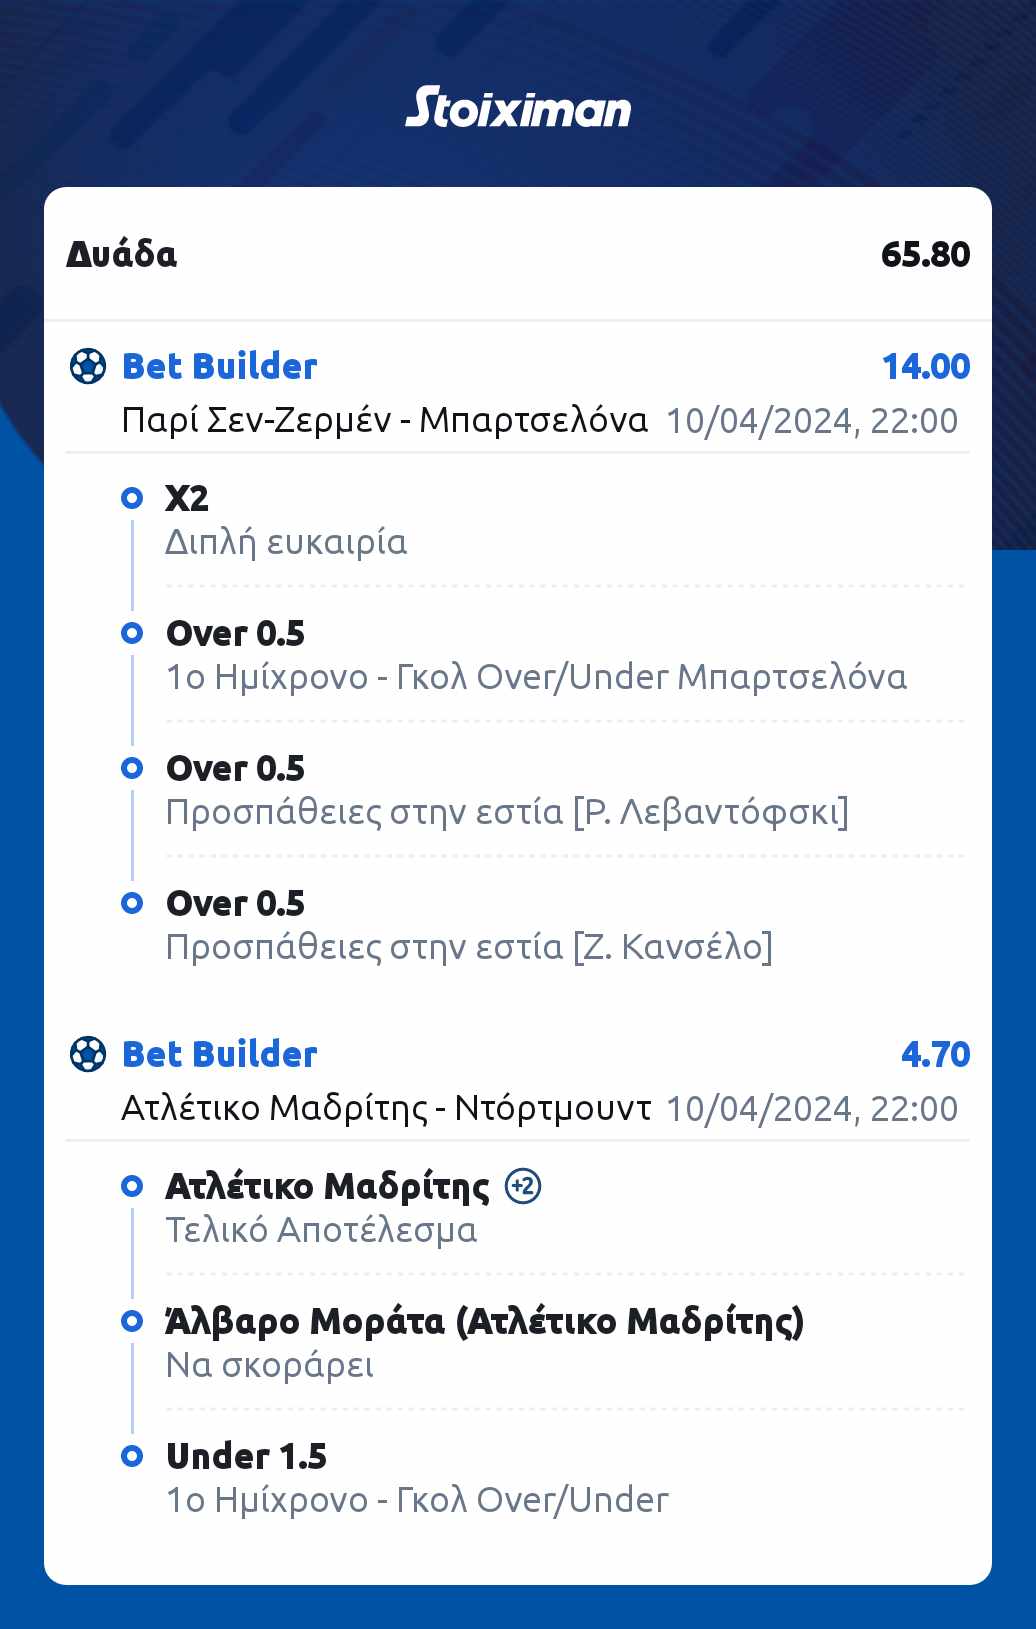 Stoiximan
Δυάδα 65.80
Bet Builder 14.00
Παρί Σεν-Ζερμέν - Μπαρτσελόνα 10/04/2024, 22:00
X2
Διπλή ευκαιρία
Over 0.5
1ο Ημίχρονο - Γκολ Over/Under Μπαρτσελόνα
Over 0.5
Προσπάθειες στην εστία [Ρ. Λεβαντόφσκι]
Over 0.5
Προσπάθειες στην εστία [Ζ. Κανσέλο]
Bet Builder 4.70
Ατλέτικο Μαδρίτης - Ντόρτμουντ 10/04/2024, 22:00
Ατλέτικο Μαδρίτης +2
Τελικό Αποτέλεσμα
Άλβαρο Μοράτα (Ατλέτικο Μαδρίτης)
Να σκοράρει
Under 1.5
1ο Ημίχρονο - Γκολ Over/Under